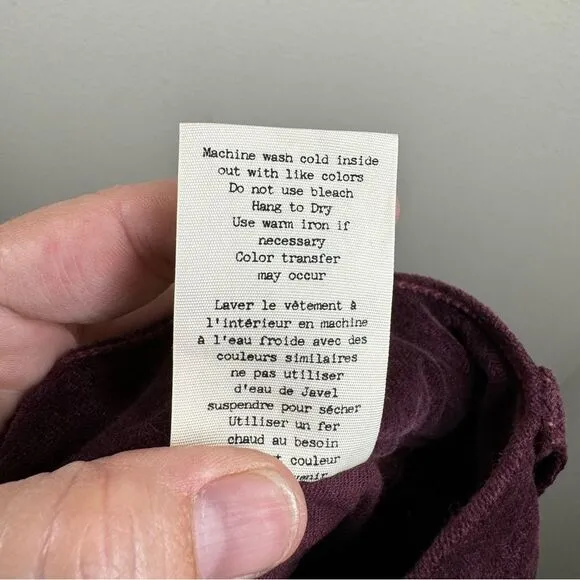 Machine wash cold inside
out with like colors
Do not use bleach
Hang to Dry
Use warm iron if
necessary
Color transfer
may occur
Laver le vêtement à
l'intérieur en machine
à l'eau froide avec des
couleurs similaires
ne pas utiliser
d'eau de Javel
suspendre pour sécher
Utiliser un fer
chaud au besoin
couleur